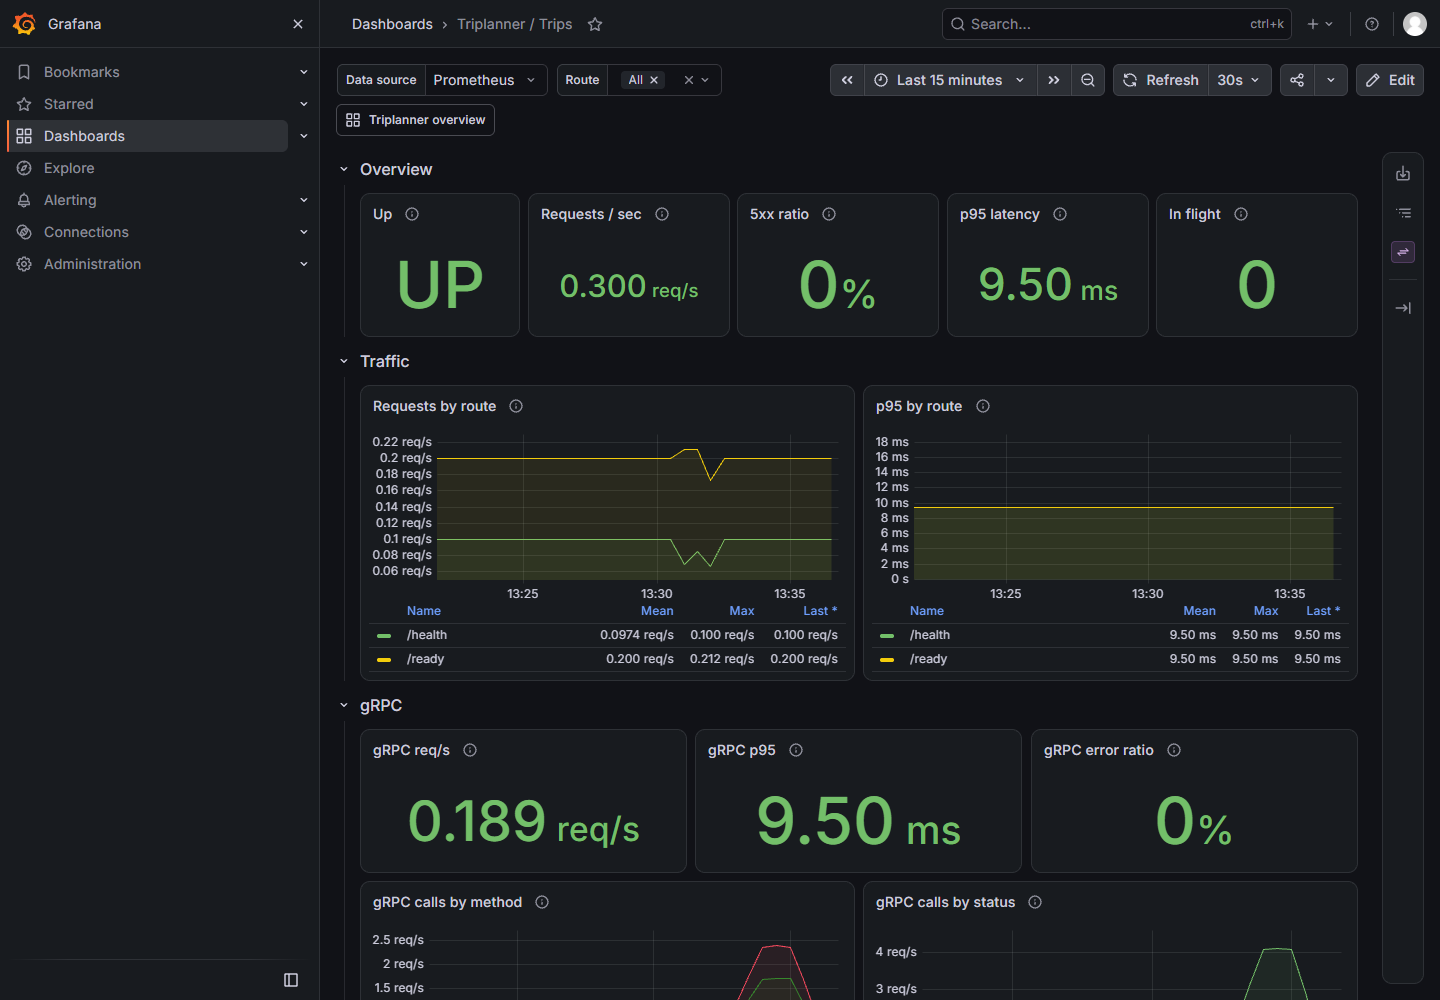 Grafana
Dashboards › Triplanner / Trips
Search... ctrl+k
Bookmarks
Starred
Dashboards
Explore
Alerting
Connections
Administration
Data source Prometheus
Route All
Last 15 minutes
Refresh 30s
Edit
Triplanner overview
Overview
Up
UP
Requests / sec
0.300 req/s
5xx ratio
0%
p95 latency
9.50 ms
In flight
0
Traffic
Requests by route
0.22 req/s
0.2 req/s
0.18 req/s
0.16 req/s
0.14 req/s
0.12 req/s
0.1 req/s
0.08 req/s
0.06 req/s
13:25 13:30 13:35
Name Mean Max Last *
/health 0.0974 req/s 0.100 req/s 0.100 req/s
/ready 0.200 req/s 0.212 req/s 0.200 req/s
p95 by route
18 ms
16 ms
14 ms
12 ms
10 ms
8 ms
6 ms
4 ms
2 ms
0 s
13:25 13:30 13:35
Name Mean Max Last *
/health 9.50 ms 9.50 ms 9.50 ms
/ready 9.50 ms 9.50 ms 9.50 ms
gRPC
gRPC req/s
0.189 req/s
gRPC p95
9.50 ms
gRPC error ratio
0%
gRPC calls by method
2.5 req/s
2 req/s
1.5 req/s
gRPC calls by status
4 req/s
3 req/s